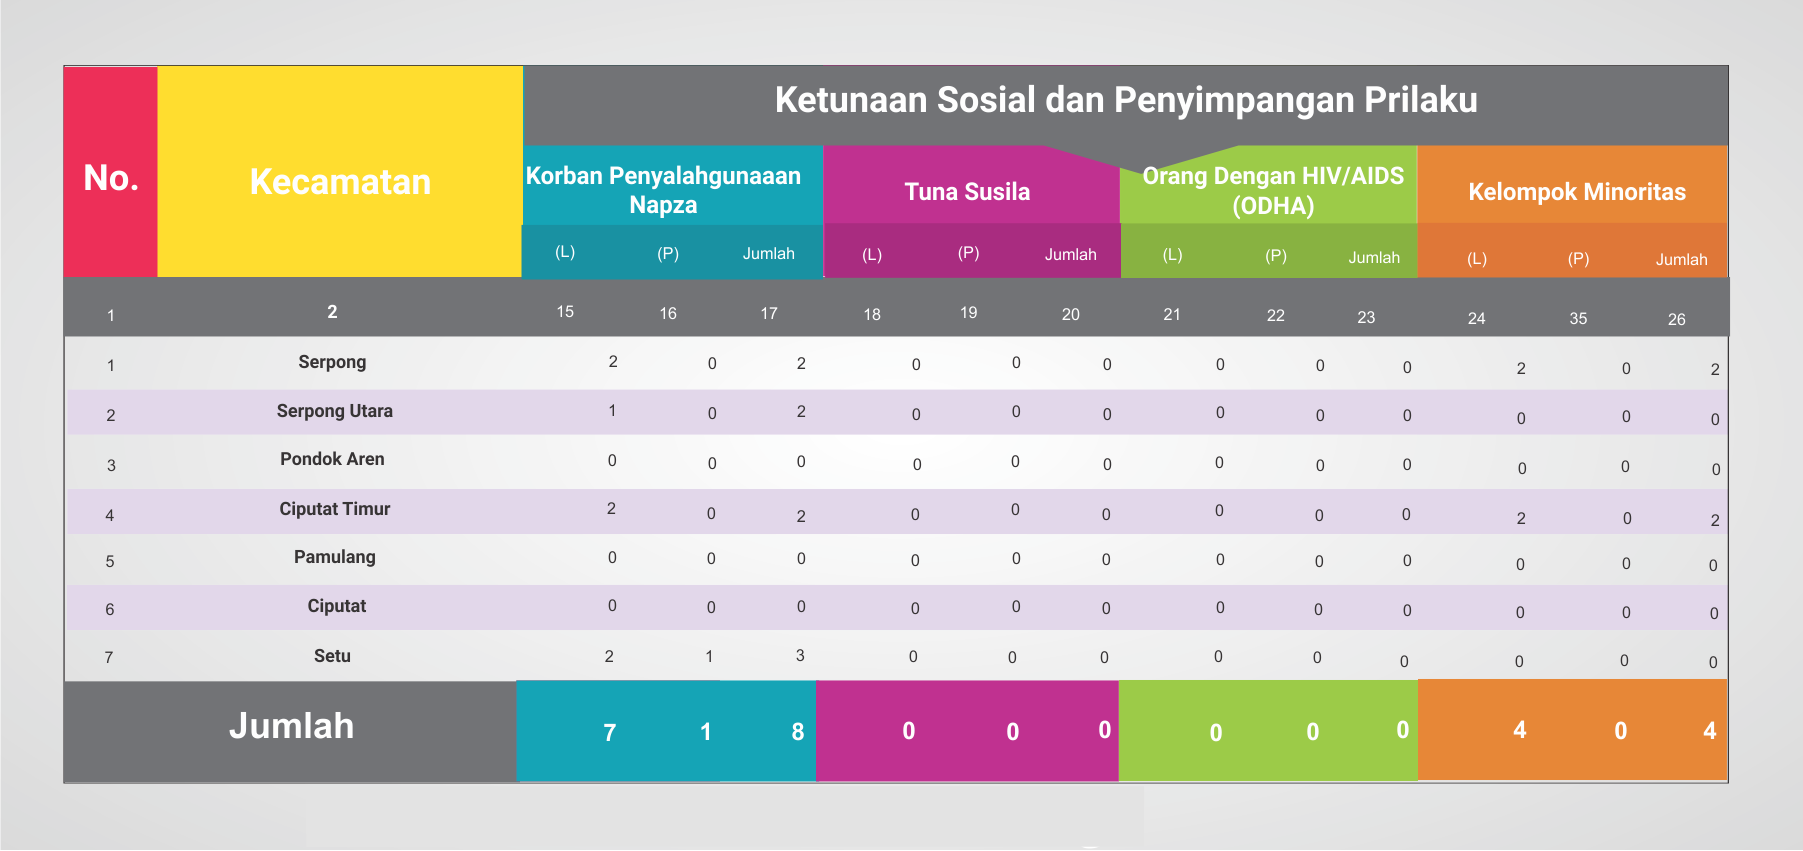 Ketunaan Sosial dan Penyimpangan Prilaku
No.
Kecamatan
Korban Penyalahgunaaan
Napza
Tuna Susila
Orang Dengan HIV/AIDS
(ODHA)
Kelompok Minoritas
(L) (P) Jumlah (L) (P) Jumlah (L) (P) Jumlah (L) (P) Jumlah
1 2 15 16 17 18 19 20 21 22 23 24 35 26
1 Serpong 2 0 2 0 0 0 0 0 0 2 0 2
2 Serpong Utara 1 0 2 0 0 0 0 0 0 0 0 0
3 Pondok Aren 0 0 0 0 0 0 0 0 0 0 0 0
4 Ciputat Timur 2 0 2 0 0 0 0 0 0 2 0 2
5 Pamulang 0 0 0 0 0 0 0 0 0 0 0 0
6 Ciputat 0 0 0 0 0 0 0 0 0 0 0 0
7 Setu 2 1 3 0 0 0 0 0 0 0 0 0
Jumlah 7 1 8 0 0 0 0 0 0 4 0 4